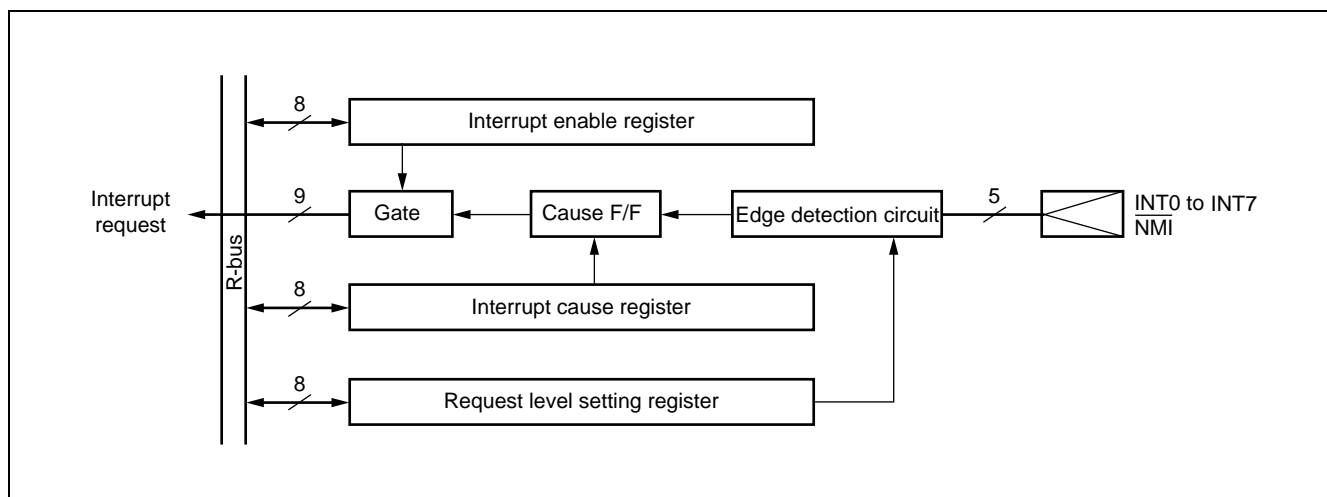 8
Interrupt enable register
Interrupt
request
9
Gate
Cause F/F
Edge detection circuit
5
INT0 to INT7
NMI
R-bus
8
Interrupt cause register
8
Request level setting register